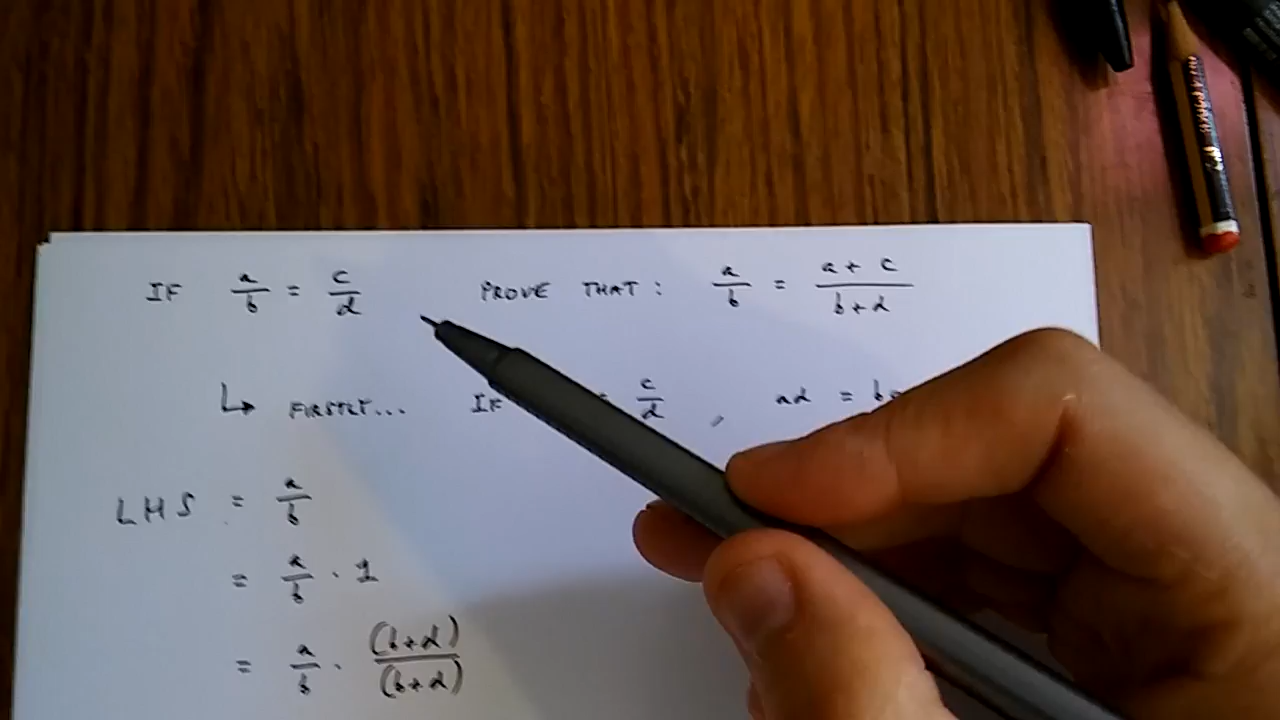 IF a/b = c/d PROVE THAT: a/b = a+c/b+d
↳ FIRSTLY... IF = c/d , ad = b
LHS = a/b
= a/b · 1
= a/b · (b+d)/(b+d)